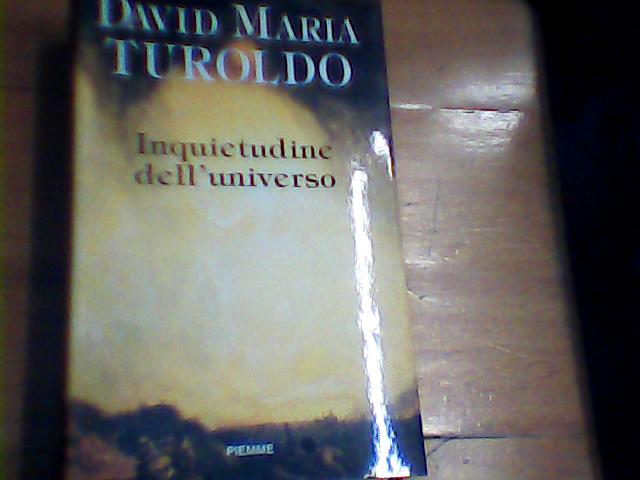 DAVID MARIA
TUROLDO
Inquietudine
dell'universo
PIEMME